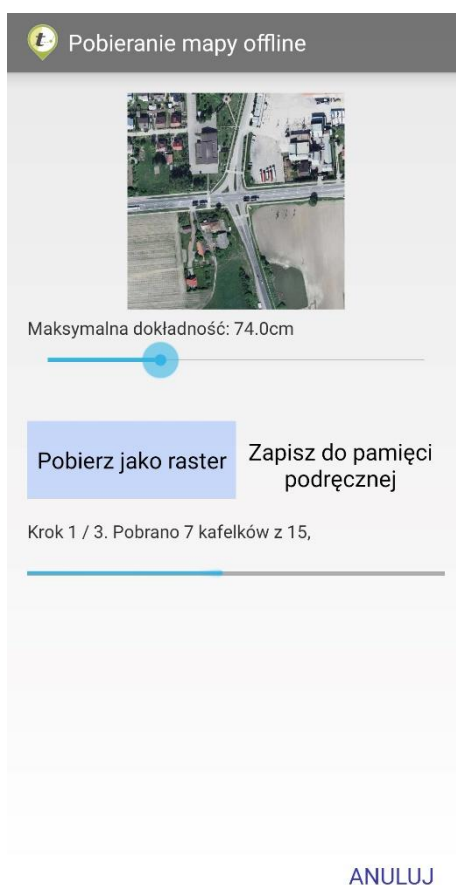 Pobieranie mapy offline
Maksymalna dokładność: 74.0cm
Pobierz jako raster
Zapisz do pamięci
podręcznej
Krok 1 / 3. Pobrano 7 kafelków z 15,
ANULUJ